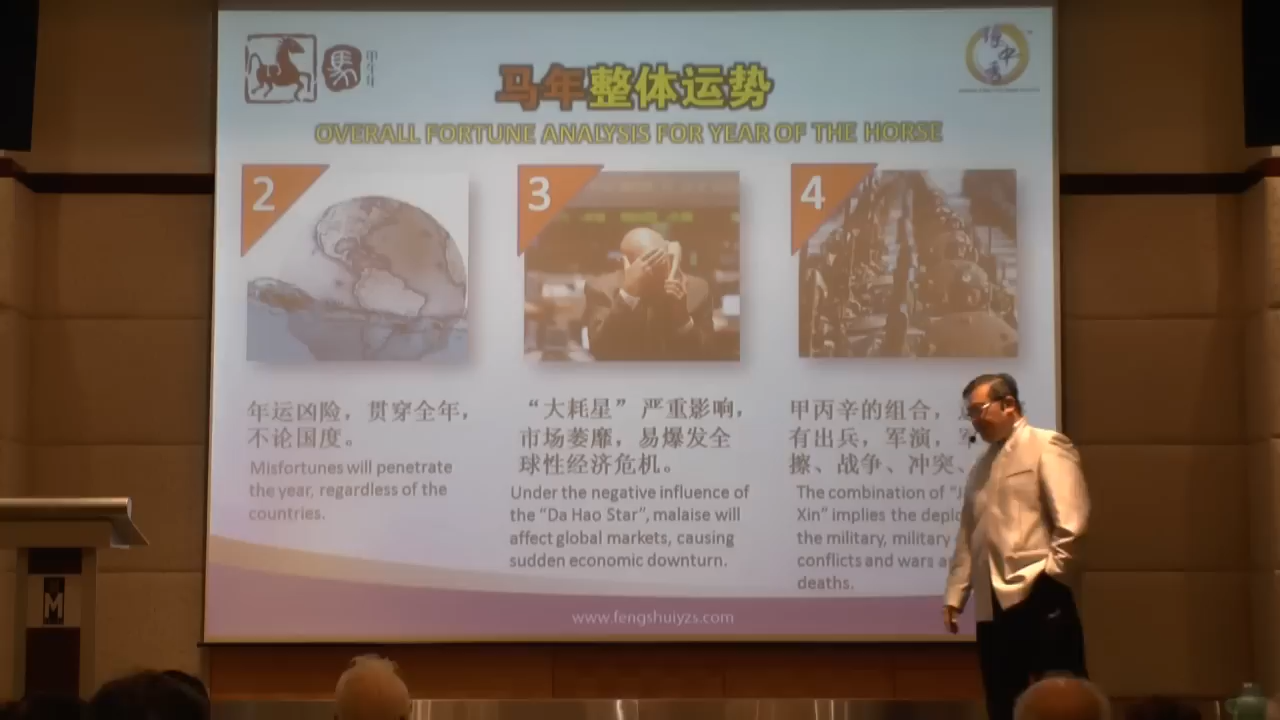 马
甲午年
马年整体运势
OVERALL FORTUNE ANALYSIS FOR YEAR OF THE HORSE
2
年运凶险，贯穿全年，
不论国度。
Misfortunes will penetrate
the year, regardless of the
countries.
3
“大耗星” 严重影响，
市场萎靡，易爆发全
球性经济危机。
Under the negative influence of
the “Da Hao Star”, malaise will
affect global markets, causing
sudden economic downturn.
4
甲丙辛的组合，
有出兵，军演，
擦、战争、冲突、
The combination of
Xin” implies the
the military, military
conflicts and wars
deaths.
www.fengshuiyzs.com
M